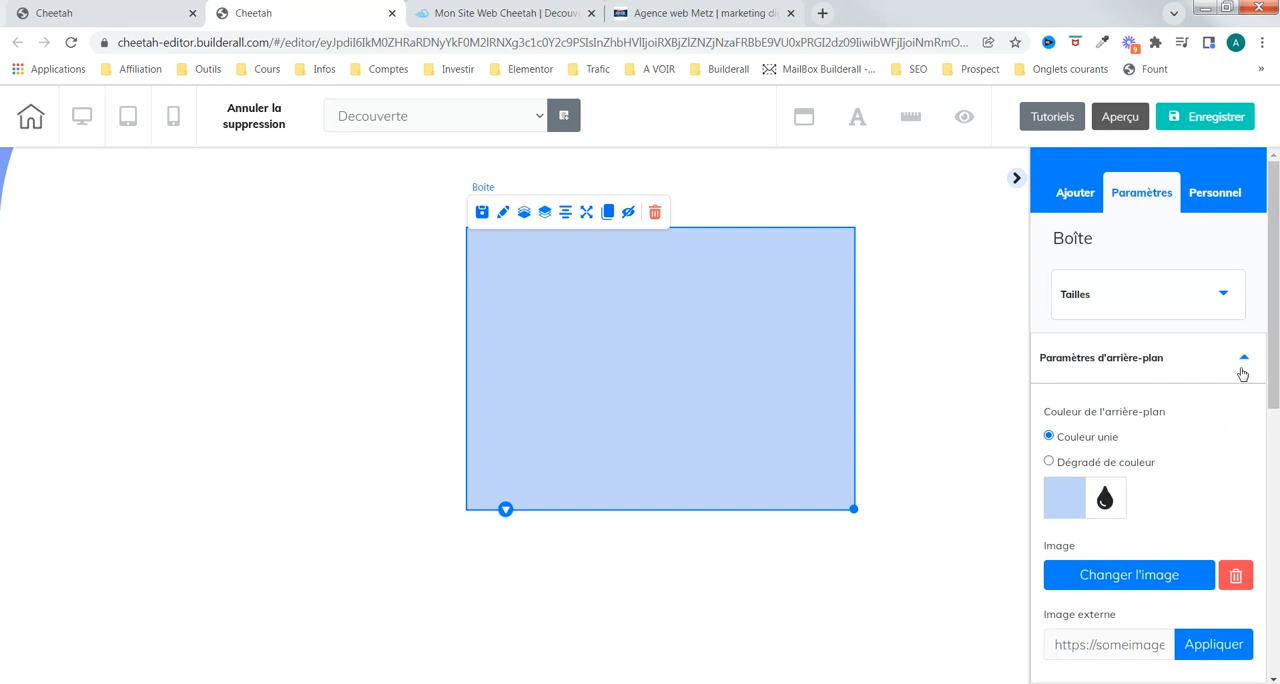 Cheetah
Cheetah
Mon Site Web Cheetah | Decouv
Agence web Metz | marketing di
cheetah-editor.builderall.com/#/editor/eyJpdiI6IkM0ZHRaRDNyYkF0M2lRNXg3c1c0Y2c9PSIsInZhbHVlIjoiRXBjZlZNZjNzaFRBbE9VU0xPRGI2dz09IiwibWFjIjoiNmRmO...
9
A
Applications
Affiliation
Outils
Cours
Infos
Comptes
Investir
Elementor
Trafic
A VOIR
Builderall
MailBox Builderall -...
SEO
Prospect
Onglets courants
Fount
»
Annuler la
suppression
Decouverte
Tutoriels
Aperçu
Enregistrer
Boîte
Ajouter
Paramètres
Personnel
Boîte
Tailles
Paramètres d'arrière-plan
Couleur de l'arrière-plan
Couleur unie
Dégradé de couleur
Image
Changer l'image
Image externe
https://someimage
Appliquer